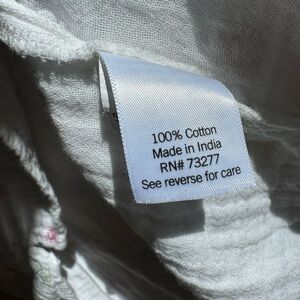 100% Cotton
Made in India
RN# 73277
See reverse for care